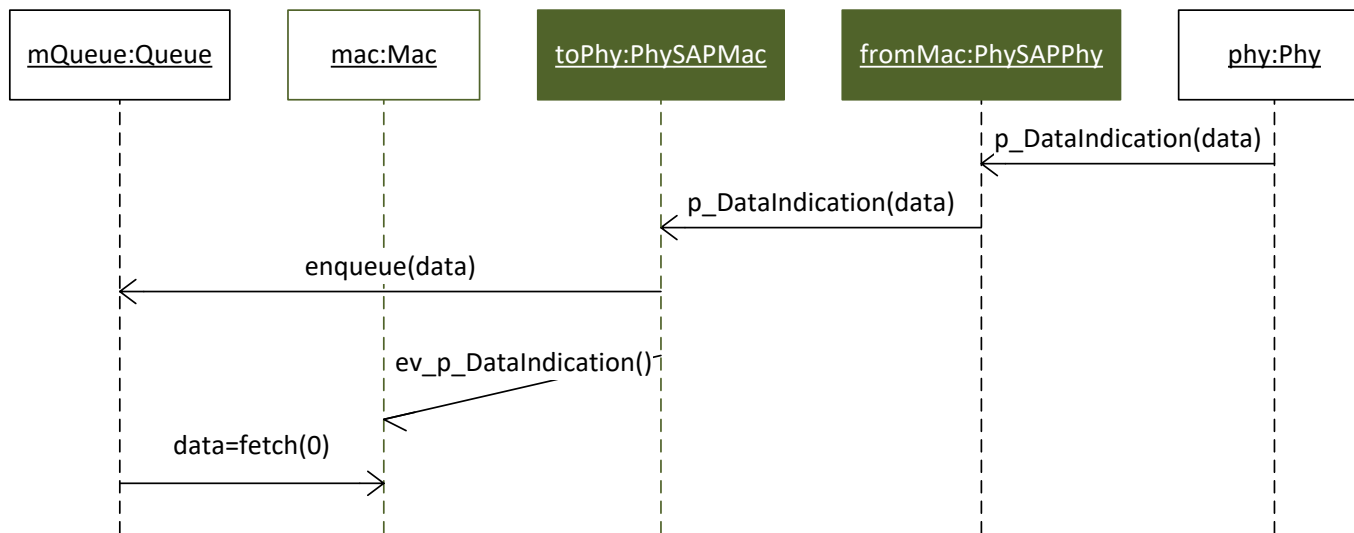 mQueue:Queue
mac:Mac
toPhy:PhySAPMac
fromMac:PhySAPPhy
phy:Phy
p_DataIndication(data)
p_DataIndication(data)
enqueue(data)
ev_p_DataIndication()
data=fetch(0)